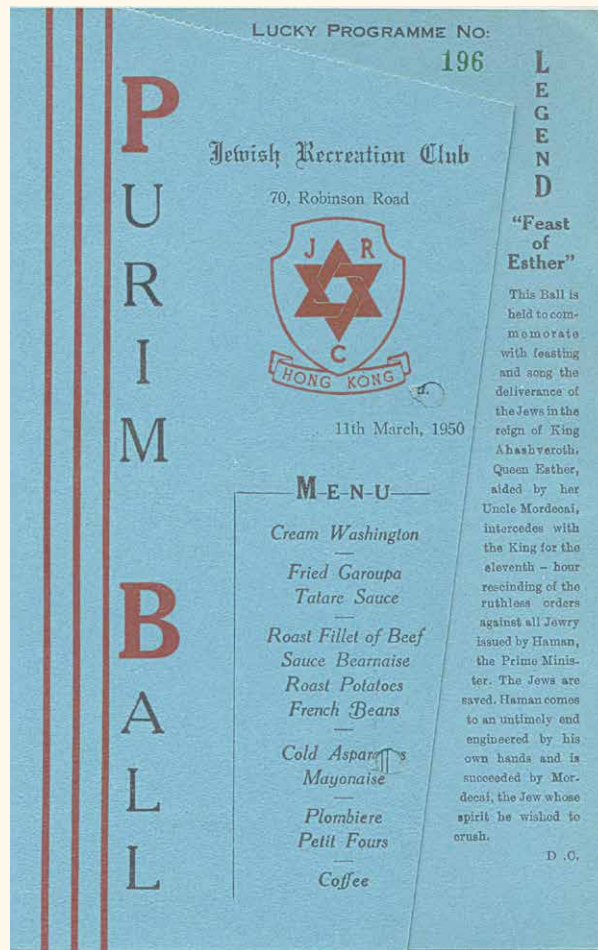 LUCKY PROGRAMME NO:
196
PURIM
BALL
Jewish Recreation Club
70, Robinson Road
J R
C
HONG KONG
d.
11th March, 1950
M-E-N-U
Cream Washington
Fried Garoupa
Tatare Sauce
Roast Fillet of Beef
Sauce Bearnaise
Roast Potatoes
French Beans
Cold Asparagus
Mayonaise
Plombiere
Petit Fours
Coffee
LEGEND
"Feast
of
Esther"
This Ball is
held to com-
memorate
with feasting
and song the
deliverance of
the Jews in the
reign of King
Ahashveroth.
Queen Esther,
aided by her
Uncle Mordecai,
intercedes with
the King for the
eleventh - hour
rescinding of the
ruthless orders
against all Jewry
issued by Haman,
the Prime Minis-
ter. The Jews are
saved. Haman comes
to an untimely end
engineered by his
own hands and is
succeeded by Mor-
decai, the Jew whose
spirit he wished to
crush.
D .C.